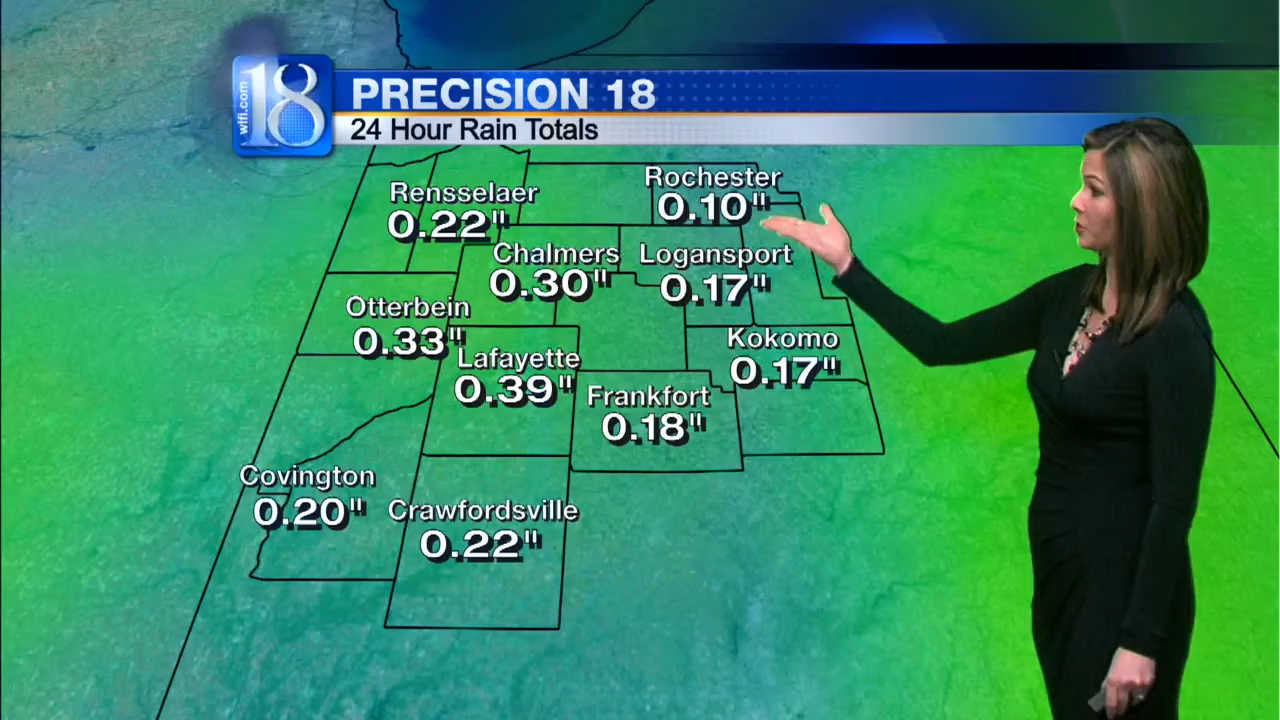 wlfi.com
18
PRECISION 18
24 Hour Rain Totals
Rensselaer
0.22"
Rochester
0.10"
Chalmers
0.30"
Logansport
0.17"
Otterbein
0.33"
Lafayette
0.39"
Kokomo
0.17"
Frankfort
0.18"
Covington
0.20"
Crawfordsville
0.22"